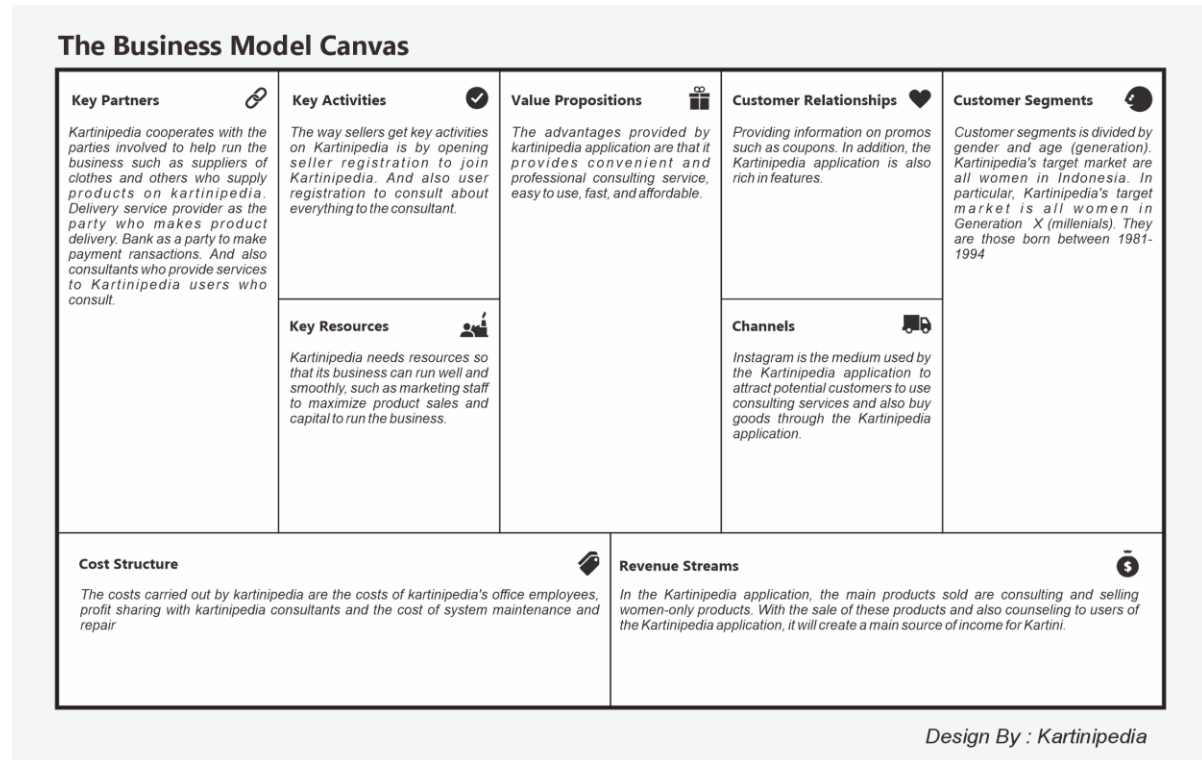 The Business Model Canvas
Key Partners
Kartinipedia cooperates with the
parties involved to help run the
business such as suppliers of
clothes and others who supply
products on kartinipedia.
Delivery service provider as the
party who makes product
delivery. Bank as a party to make
payment ransactions. And also
consultants who provide services
to Kartinipedia users who
consult.
Key Activities
The way sellers get key activities
on Kartinipedia is by opening
seller registration to join
Kartinipedia. And also user
registration to consult about
everything to the consultant.
Key Resources
Kartinipedia needs resources so
that its business can run well and
smoothly, such as marketing staff
to maximize product sales and
capital to run the business.
Value Propositions
The advantages provided by
kartinipedia application are that it
provides convenient and
professional consulting service,
easy to use, fast, and affordable.
Customer Relationships
Providing information on promos
such as coupons. In addition, the
Kartinipedia application is also
rich in features.
Channels
Instagram is the medium used by
the Kartinipedia application to
attract potential customers to use
consulting services and also buy
goods through the Kartinipedia
application.
Customer Segments
Customer segments is divided by
gender and age (generation).
Kartinipedia's target market are
all women in Indonesia. In
particular, Kartinipedia's target
market is all women in
Generation X (millenials). They
are those born between 1981-
1994
Cost Structure
The costs carried out by kartinipedia are the costs of kartinipedia's office employees,
profit sharing with kartinipedia consultants and the cost of system maintenance and
repair
Revenue Streams
$
In the Kartinipedia application, the main products sold are consulting and selling
women-only products. With the sale of these products and also counseling to users of
the Kartinipedia application, it will create a main source of income for Kartini.
Design By : Kartinipedia